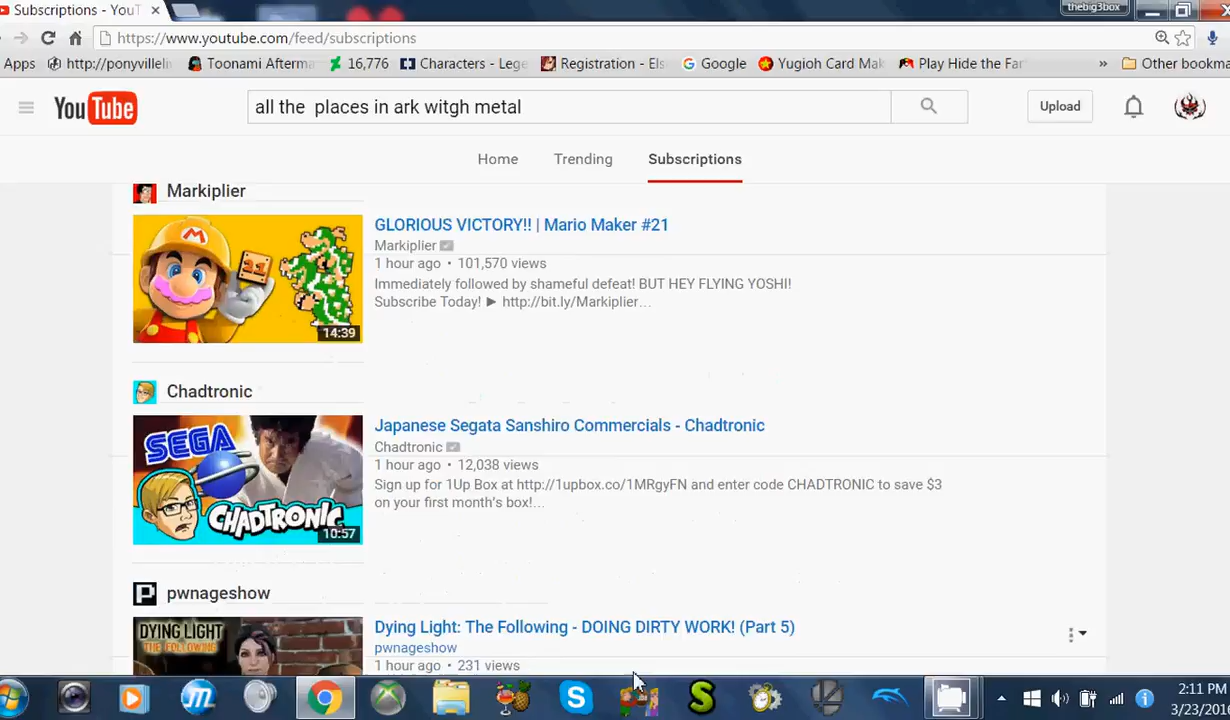 Subscriptions - YouT
thebig3box
https://www.youtube.com/feed/subscriptions
Apps http://ponyvilleli Toonami Afterma 16,776 Characters - Lege Registration - Els Google Yugioh Card Mak Play Hide the Fan » Other bookma
YouTube all the  places in ark witgh metal Upload
Home Trending Subscriptions
Markiplier
GLORIOUS VICTORY!! | Mario Maker #21
Markiplier
1 hour ago • 101,570 views
Immediately followed by shameful defeat! BUT HEY FLYING YOSHI!
Subscribe Today! ► http://bit.ly/Markiplier…
M
21
14:39
Chadtronic
Japanese Segata Sanshiro Commercials - Chadtronic
Chadtronic
1 hour ago • 12,038 views
Sign up for 1Up Box at http://1upbox.co/1MRgyFN and enter code CHADTRONIC to save $3
on your first month's box!...
SEGA
CHADTRONIC
10:57
pwnageshow
Dying Light: The Following - DOING DIRTY WORK! (Part 5)
pwnageshow
1 hour ago • 231 views
DYING LIGHT
THE FOLLOWING
2:11 PM
3/23/201